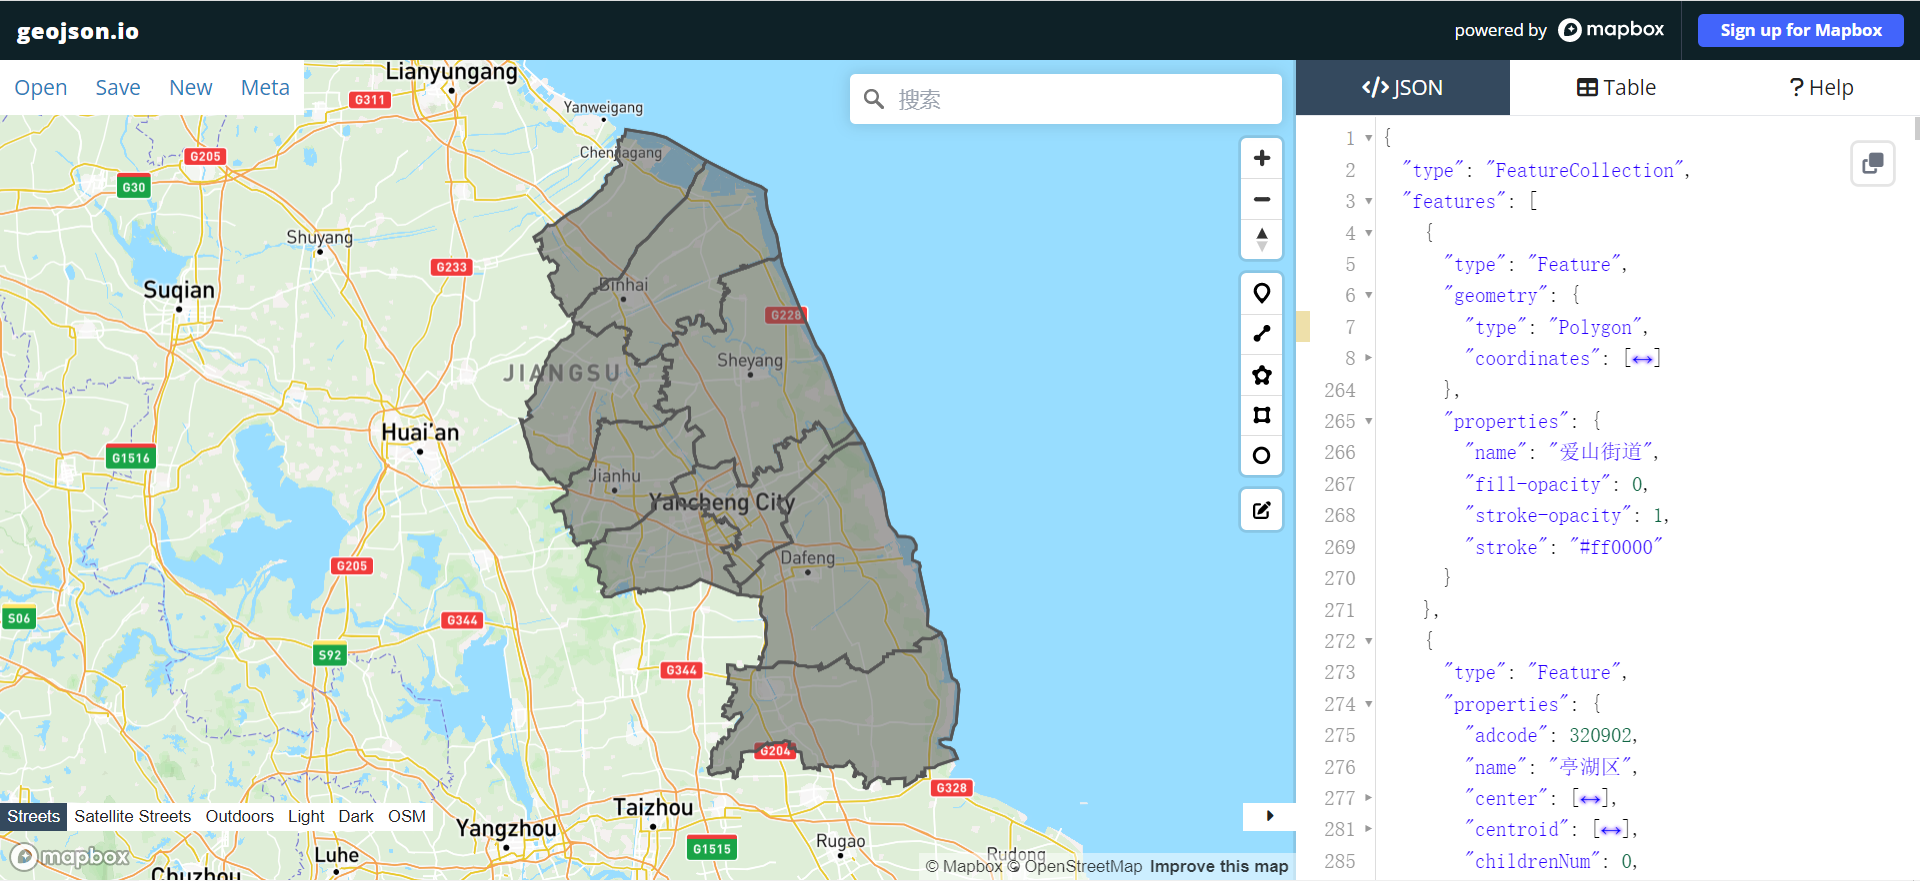 geojson.io
powered by mapbox
Sign up for Mapbox
Open Save New Meta
搜索
JSON Table Help
Lianyungang
G311
Yanweigang
Chenjiagang
G205
G30
Shuyang
G233
Suqian
Binhai
G228
Sheyang
JIANGSU
Huai'an
G1516
Jianhu
Yancheng City
Dafeng
G205
S06
G344
S92
G344
G204
G328
Taizhou
Yangzhou
G1515
Rugao
Rudong
Luhe
Chuzhou
Streets Satellite Streets Outdoors Light Dark OSM
mapbox
© Mapbox © OpenStreetMap Improve this map
1 {
2 "type": "FeatureCollection",
3 "features": [
4 {
5 "type": "Feature",
6 "geometry": {
7 "type": "Polygon",
8 "coordinates": [↔]
264 },
265 "properties": {
266 "name": "爱山街道",
267 "fill-opacity": 0,
268 "stroke-opacity": 1,
269 "stroke": "#ff0000"
270 }
271 },
272 {
273 "type": "Feature",
274 "properties": {
275 "adcode": 320902,
276 "name": "亭湖区",
277 "center": [↔],
281 "centroid": [↔],
285 "childrenNum": 0,